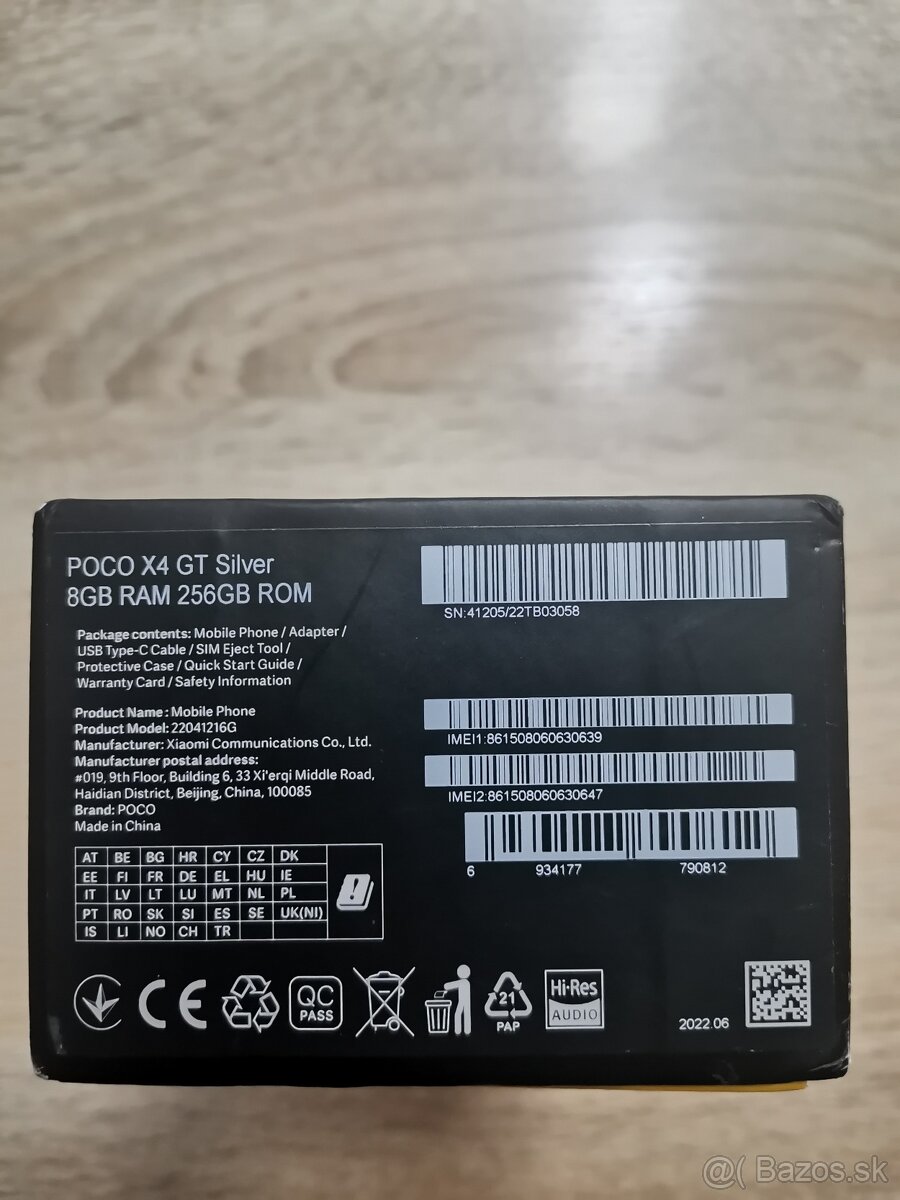 POCO X4 GT Silver
8GB RAM 256GB ROM
Package contents: Mobile Phone / Adapter /
USB Type-C Cable / SIM Eject Tool /
Protective Case / Quick Start Guide /
Warranty Card / Safety Information
Product Name: Mobile Phone
Product Model: 22041216G
Manufacturer: Xiaomi Communications Co., Ltd.
Manufacturer postal address:
#019, 9th Floor, Building 6, 33 Xi'erqi Middle Road,
Haidian District, Beijing, China, 100085
Brand: POCO
Made in China
AT BE BG HR CY CZ DK
EE FI FR DE EL HU IE
IT LV LT LU MT NL PL
PT RO SK SI ES SE UK(NI)
IS LI NO CH TR
SN:41205/22TB03058
IMEI1:861508060630639
IMEI2:861508060630647
6 934177 790812
CE
QC
PASS
21
PAP
Hi-Res
AUDIO
2022.06
@( Bazos.sk